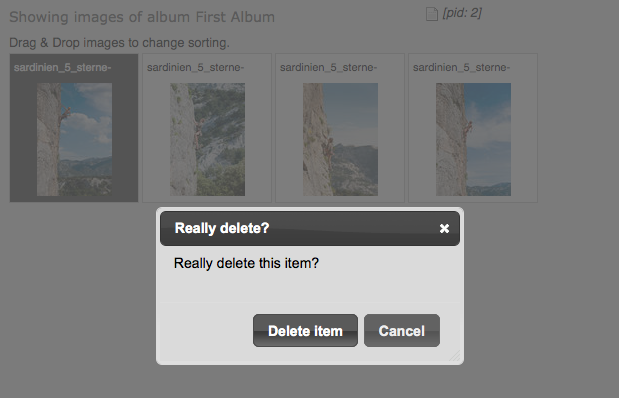 Showing images of album First Album
[pid: 2]
Drag & Drop images to change sorting.
sardinien_5_sterne-
sardinien_5_sterne-
sardinien_5_sterne-
sardinien_5_sterne-
Really delete?
Really delete this item?
Delete item
Cancel